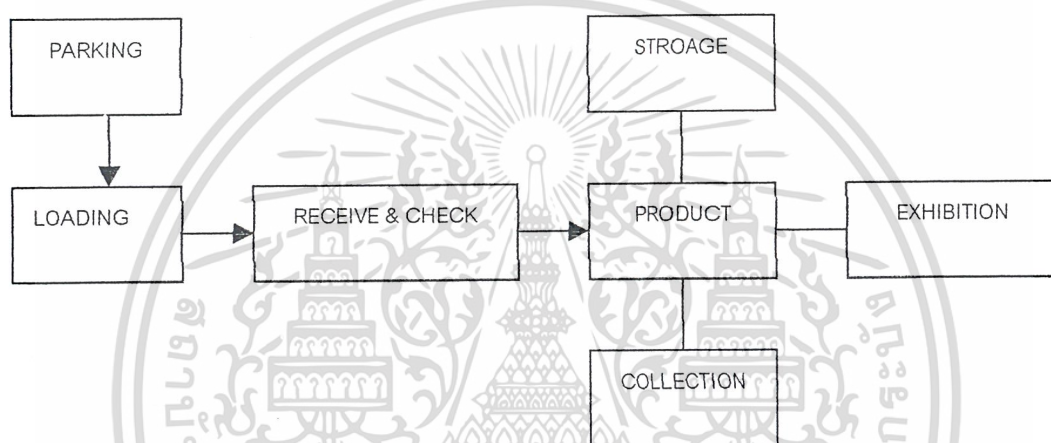 PARKING
STROAGE
LOADING
RECEIVE & CHECK
PRODUCT
EXHIBITION
COLLECTION